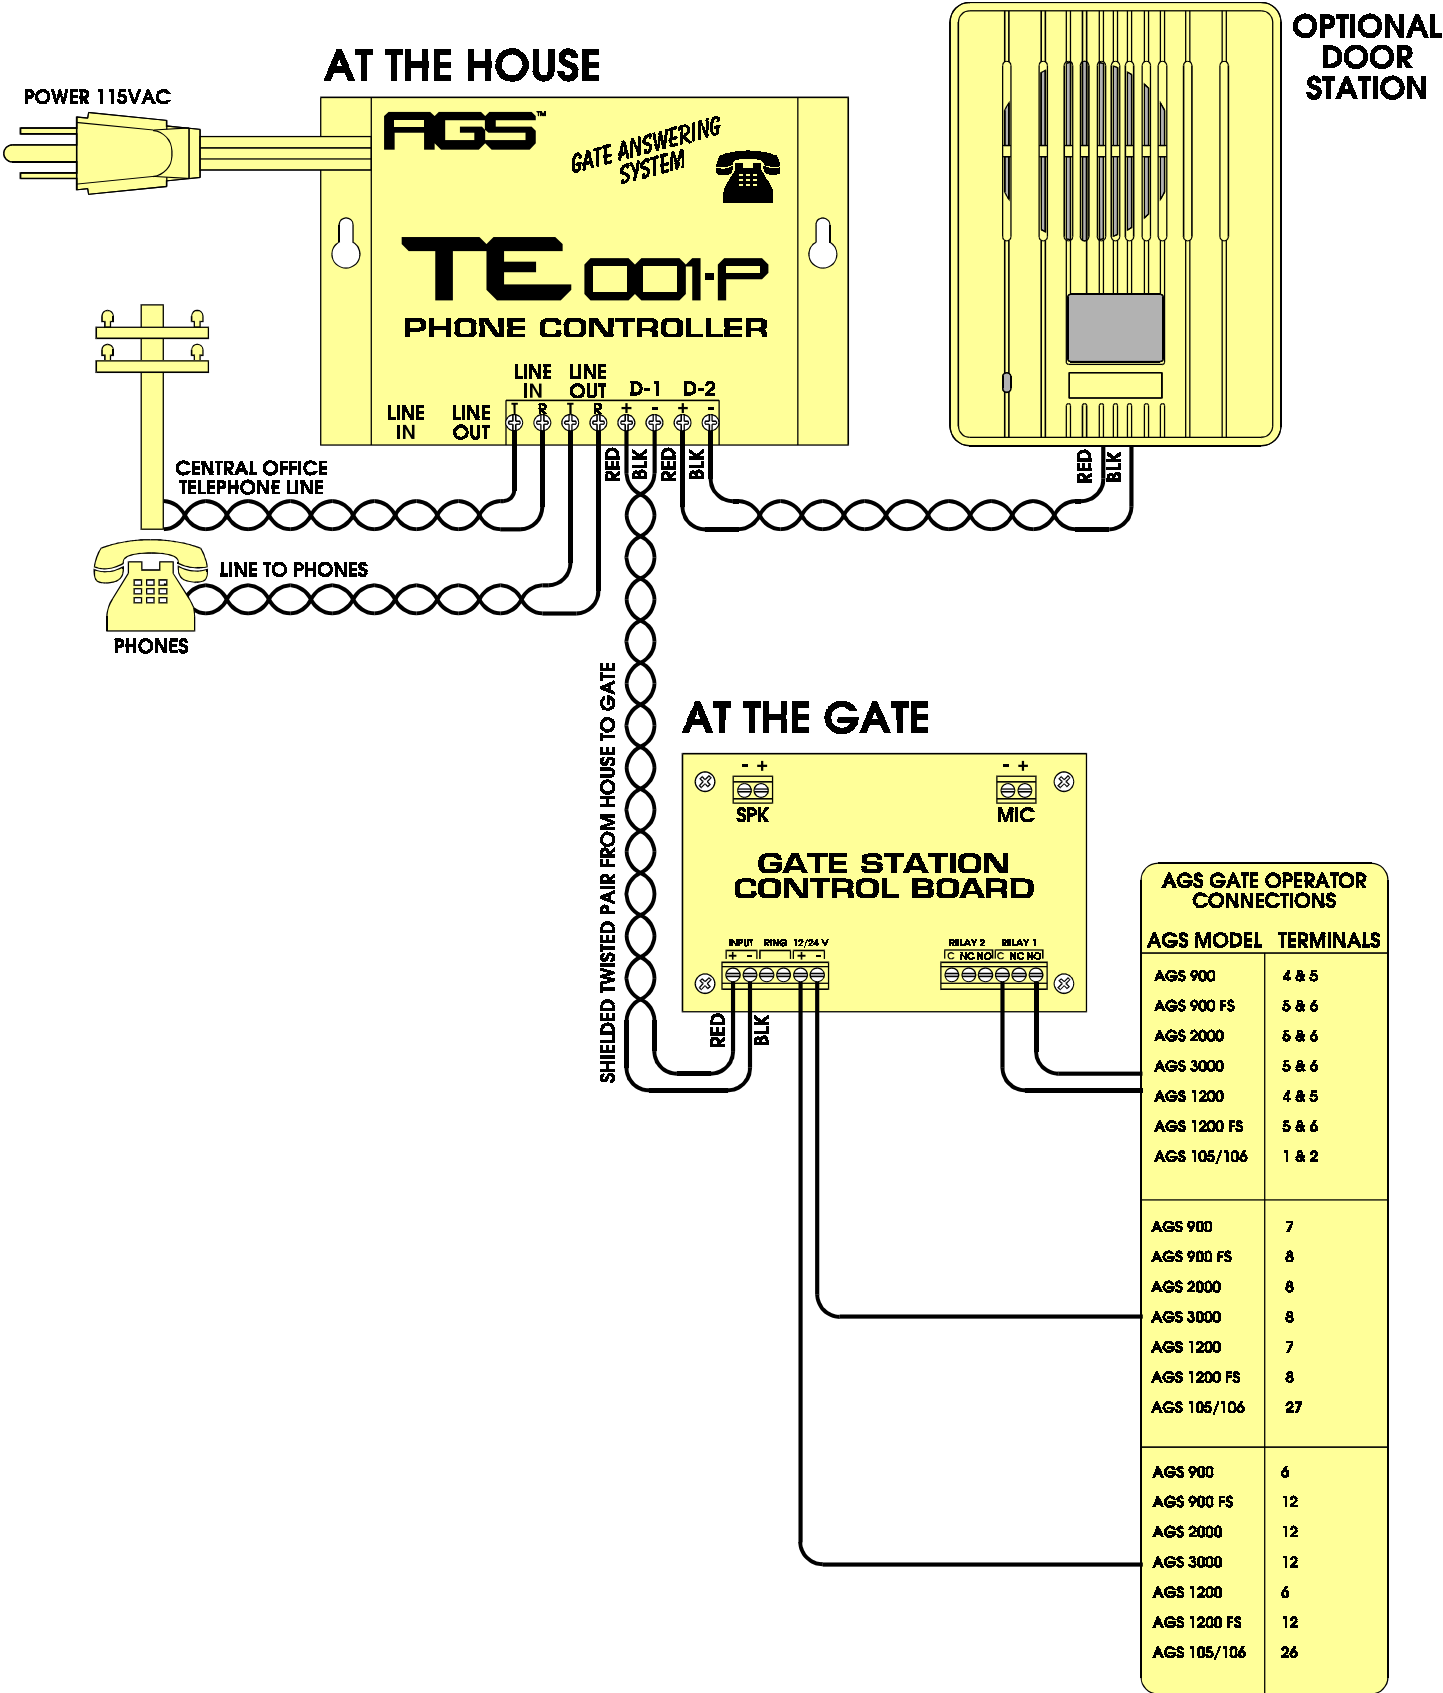 AT THE HOUSE
OPTIONAL
DOOR
STATION
POWER 115VAC
AGS™
GATE ANSWERING
SYSTEM
TE 001-P
PHONE CONTROLLER
LINE IN
LINE OUT
D-1
D-2
T R T R + - + -
LINE IN
LINE OUT
RED
BLK
RED
BLK
RED
BLK
CENTRAL OFFICE
TELEPHONE LINE
LINE TO PHONES
PHONES
SHIELDED TWISTED PAIR FROM HOUSE TO GATE
AT THE GATE
- +
SPK
- +
MIC
GATE STATION
CONTROL BOARD
INPUT RING 12/24 V
+ - + -
RELAY 2 RELAY 1
C NC NO C NC NO
RED
BLK
AGS GATE OPERATOR
CONNECTIONS
AGS MODEL TERMINALS
AGS 900 4 & 5
AGS 900 FS 5 & 6
AGS 2000 5 & 6
AGS 3000 5 & 6
AGS 1200 4 & 5
AGS 1200 FS 5 & 6
AGS 105/106 1 & 2
AGS 900 7
AGS 900 FS 8
AGS 2000 8
AGS 3000 8
AGS 1200 7
AGS 1200 FS 8
AGS 105/106 27
AGS 900 6
AGS 900 FS 12
AGS 2000 12
AGS 3000 12
AGS 1200 6
AGS 1200 FS 12
AGS 105/106 26